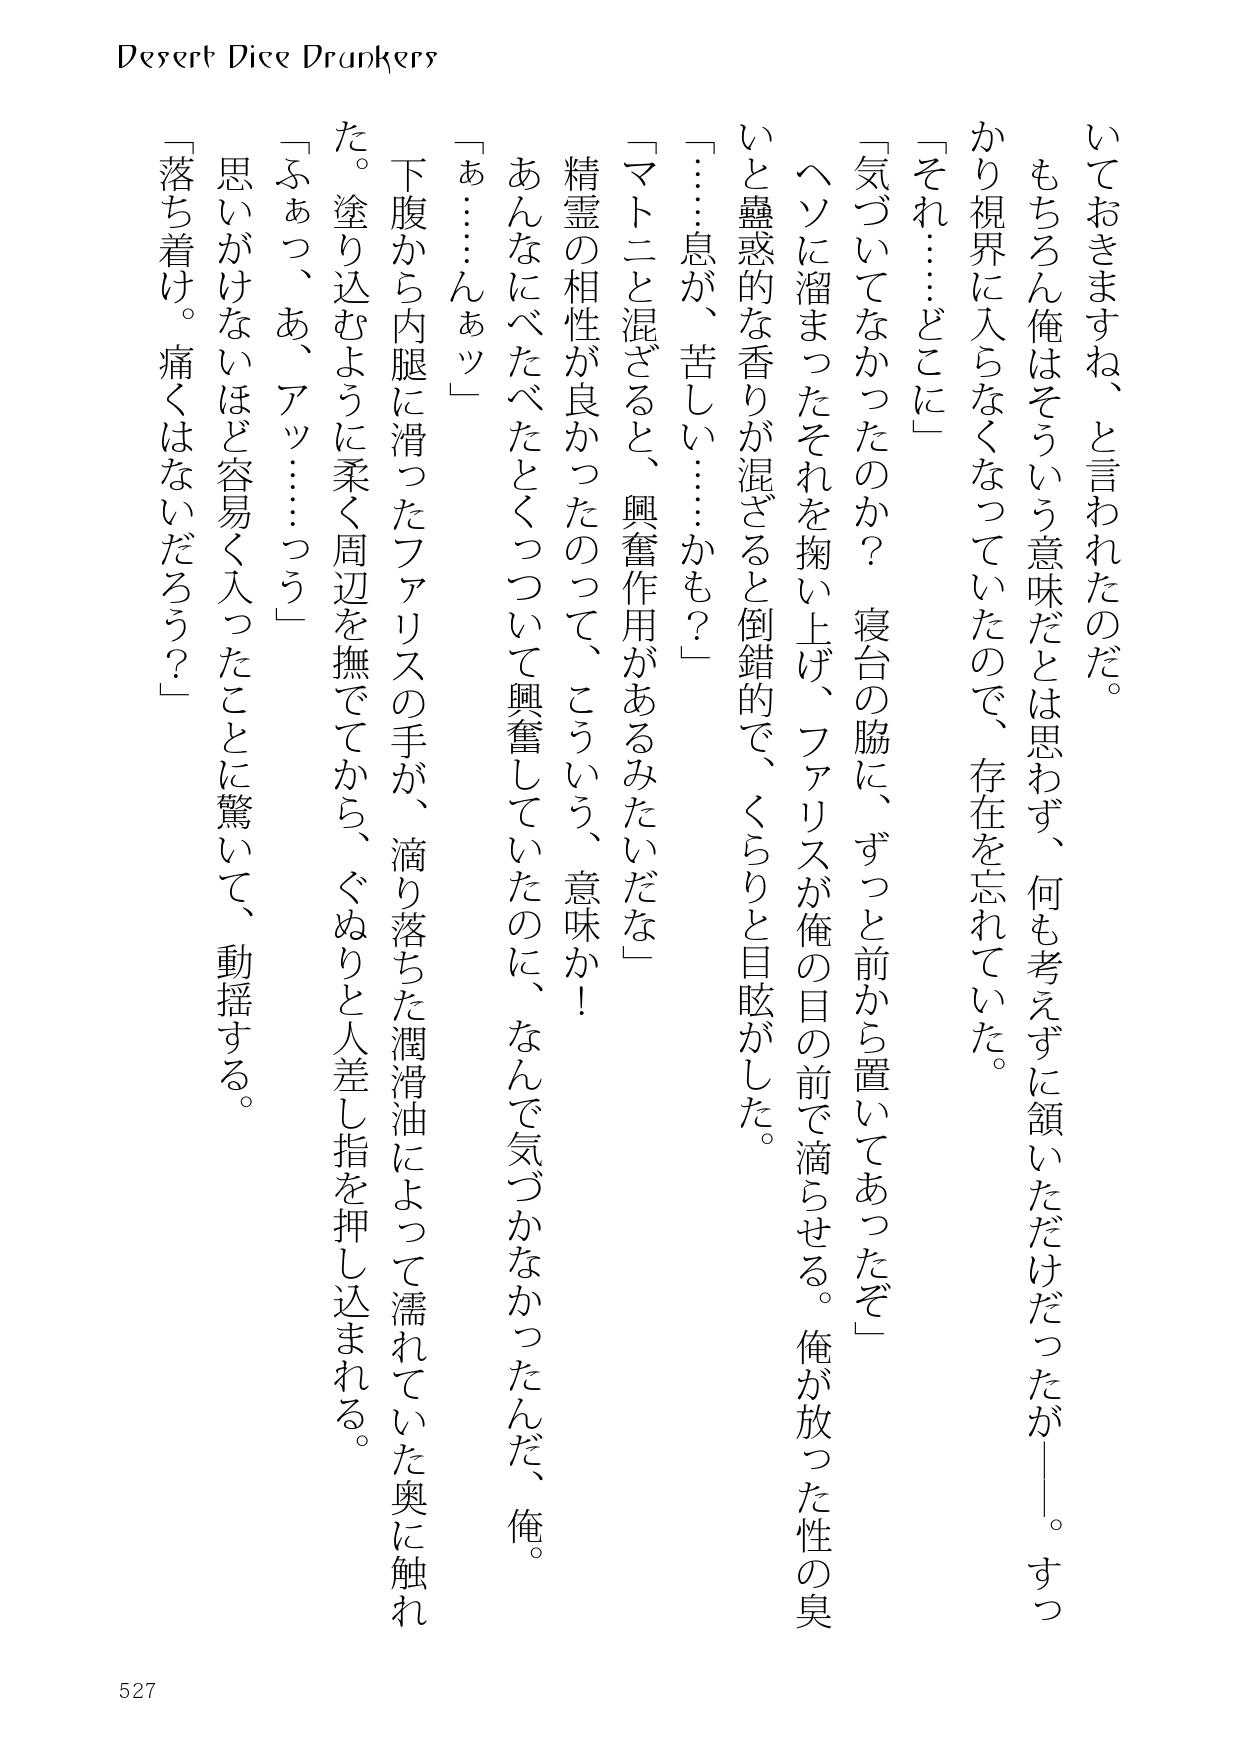 Desert Dice Drunkers
いておきますね、と言われたのだ。
もちろん俺はそういう意味だとは思わず、何も考えずに頷いただけだったが――。すっ
かり視界に入らなくなっていたので、存在を忘れていた。
「それ……どこに」
「気づいてなかったのか？　寝台の脇に、ずっと前から置いてあったぞ」
ヘソに溜まったそれを掬い上げ、ファリスが俺の目の前で滴らせる。俺が放った性の臭
いと蠱惑的な香りが混ざると倒錯的で、くらりと目眩がした。
「……息が、苦しい……かも？」
「マトニと混ざると、興奮作用があるみたいだな」
精霊の相性が良かったのって、こういう、意味か！
あんなにべたべたとくっついて興奮していたのに、なんで気づかなかったんだ、俺。
「ぁ……んぁッ」
下腹から内腿に滑ったファリスの手が、滴り落ちた潤滑油によって濡れていた奥に触れ
た。塗り込むように柔く周辺を撫でてから、ぐぬりと人差し指を押し込まれる。
「ふぁっ、あ、アッ……っう」
思いがけないほど容易く入ったことに驚いて、動揺する。
「落ち着け。痛くはないだろう？」
527